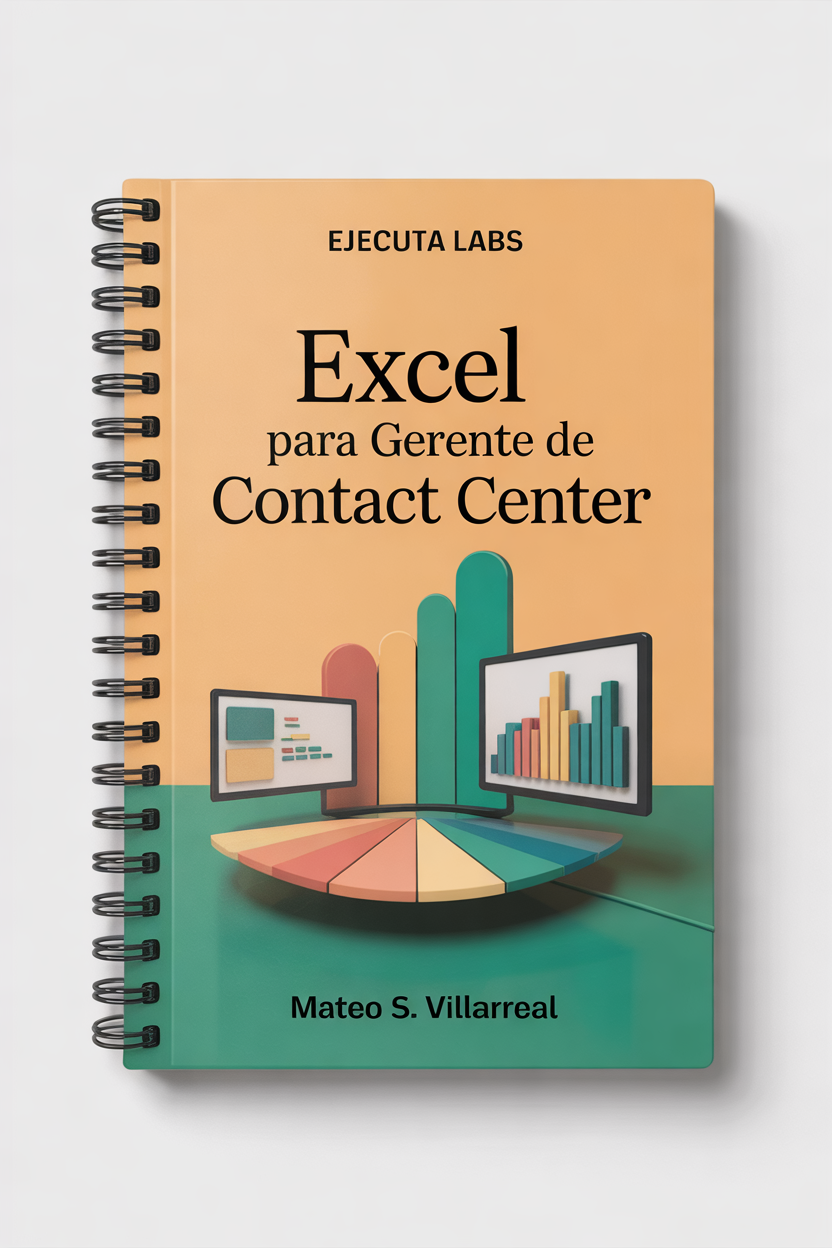 EJECUTA LABS
Excel
para Gerente de
Contact Center
Mateo S. Villarreal